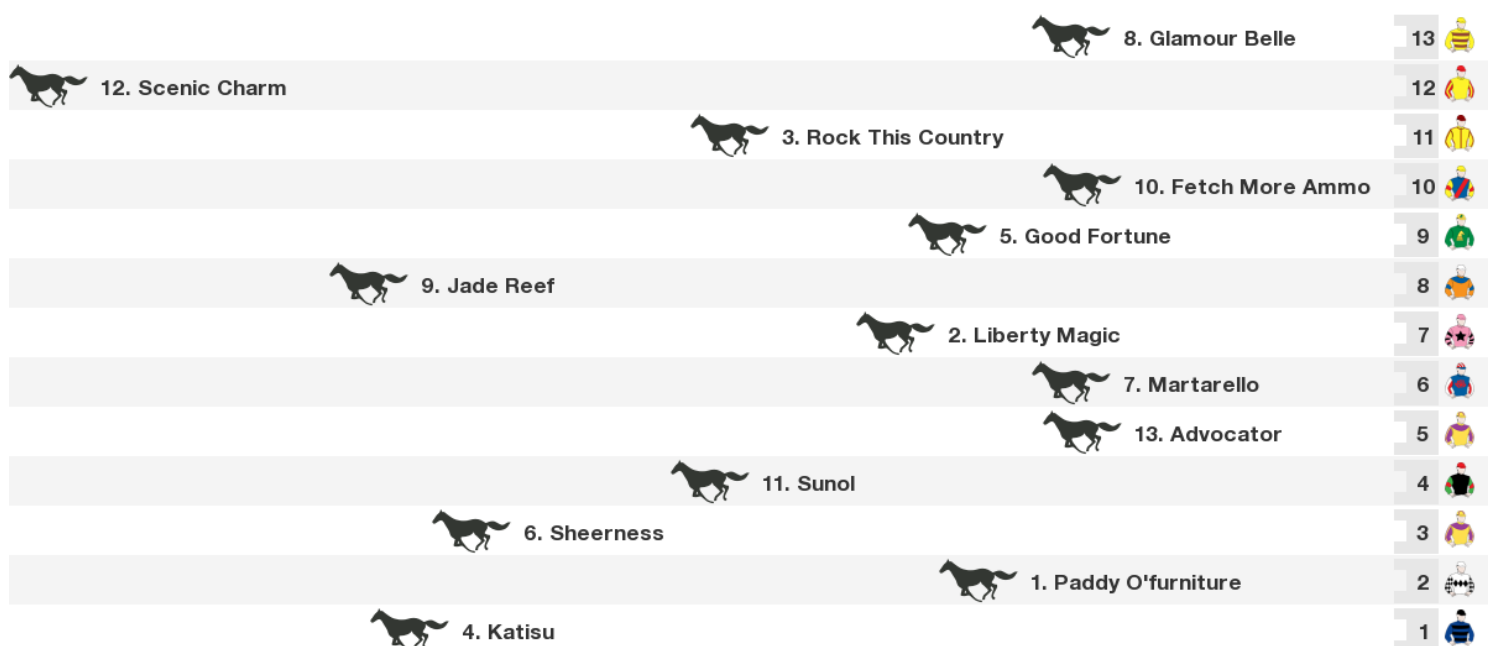 8. Glamour Belle 13
12. Scenic Charm 12
3. Rock This Country 11
10. Fetch More Ammo 10
5. Good Fortune 9
9. Jade Reef 8
2. Liberty Magic 7
7. Martarello 6
13. Advocator 5
11. Sunol 4
6. Sheerness 3
1. Paddy O'furniture 2
4. Katisu 1